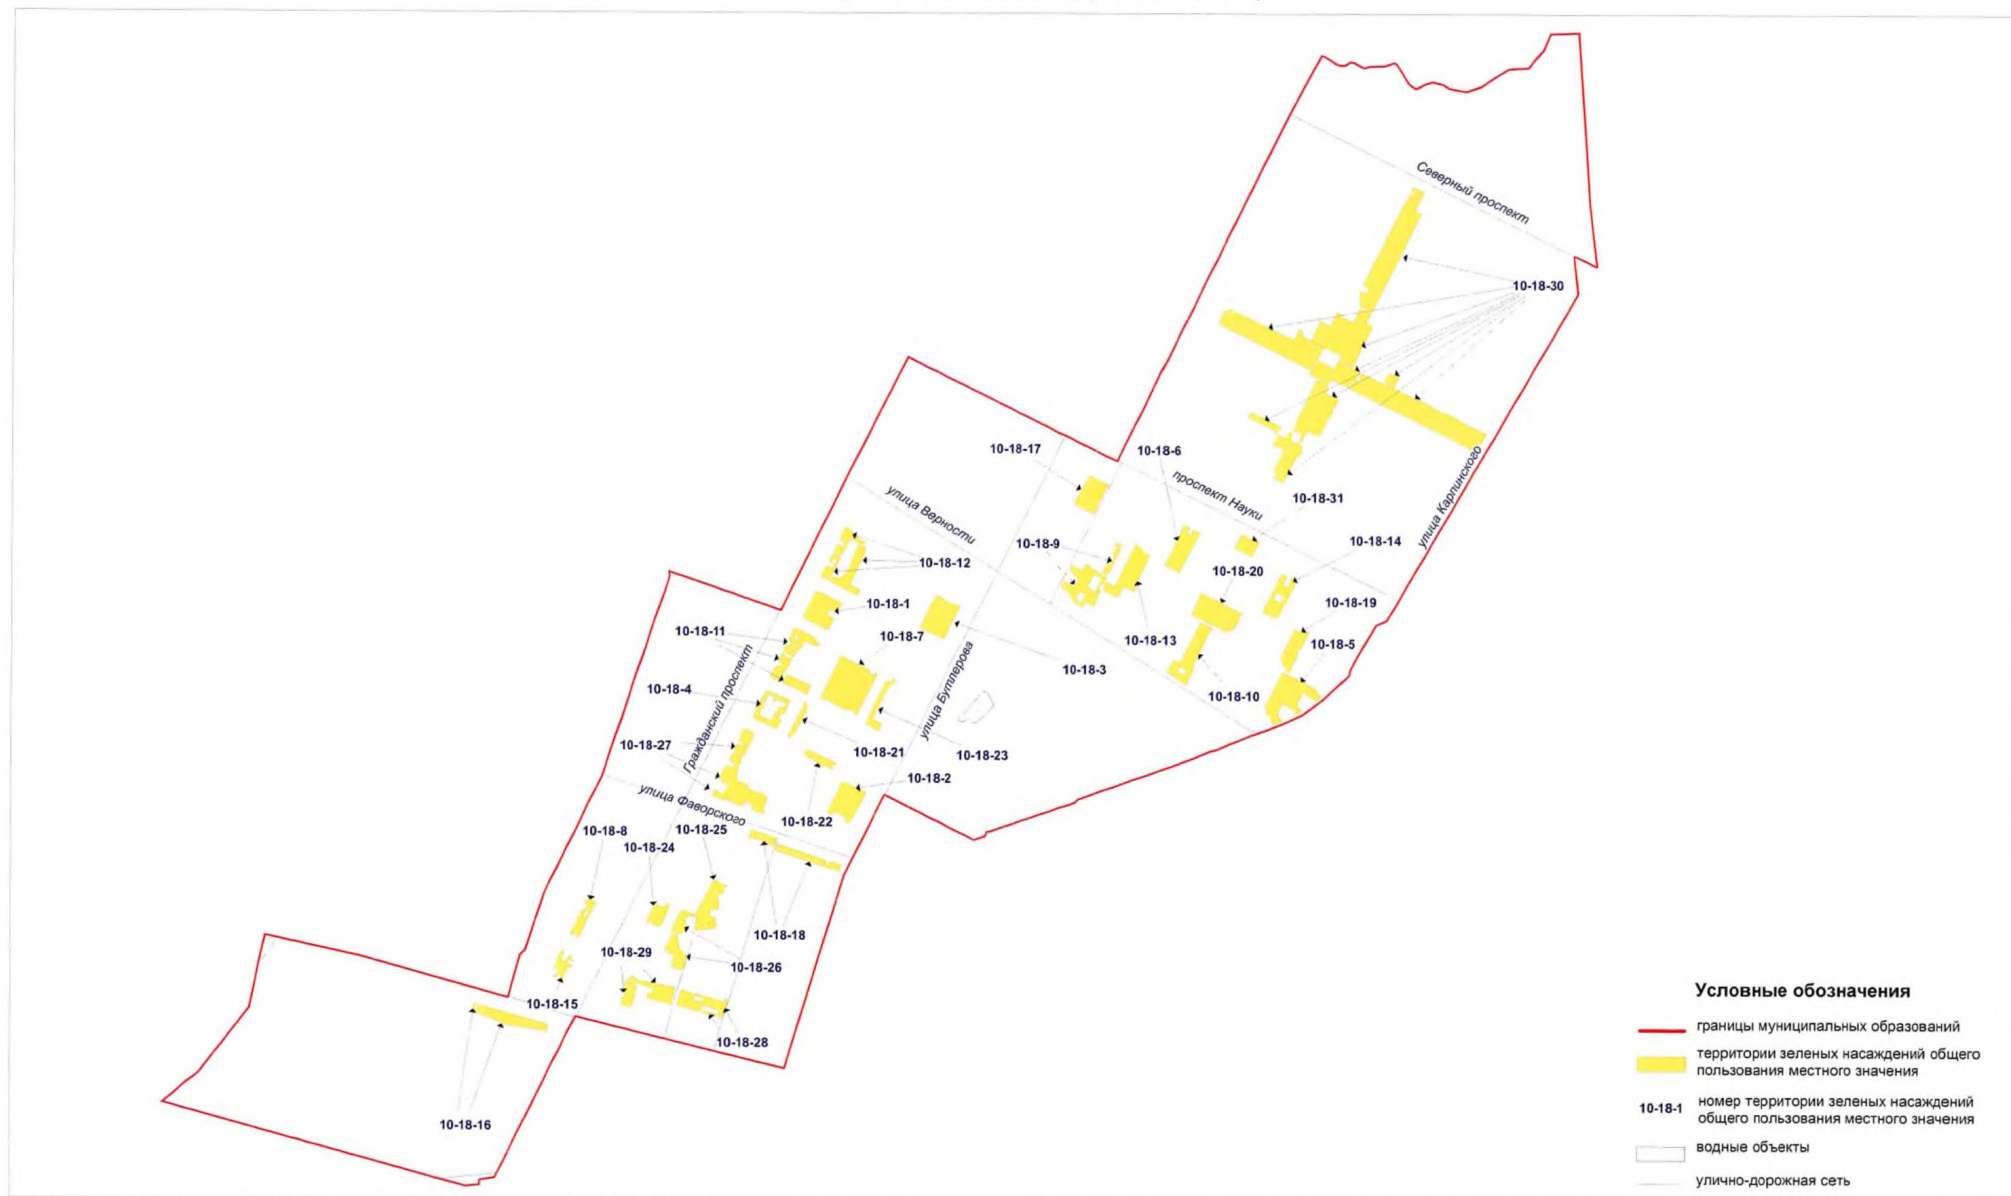 Северный проспект
10-18-30
10-18-17
10-18-6
проспект Науки
10-18-31
улица Карпинского
улица Верности
10-18-9
10-18-14
10-18-12
10-18-20
10-18-1
10-18-19
10-18-11
10-18-7
10-18-13
10-18-5
10-18-3
Гражданский проспект
10-18-4
улица Бутлерова
10-18-10
10-18-27
10-18-21
10-18-23
10-18-2
улица Фаворского
10-18-22
10-18-8
10-18-25
10-18-24
10-18-18
10-18-29
10-18-26
10-18-15
10-18-28
10-18-16
Условные обозначения
границы муниципальных образований
территории зеленых насаждений общего
пользования местного значения
10-18-1 номер территории зеленых насаждений
общего пользования местного значения
водные объекты
улично-дорожная сеть